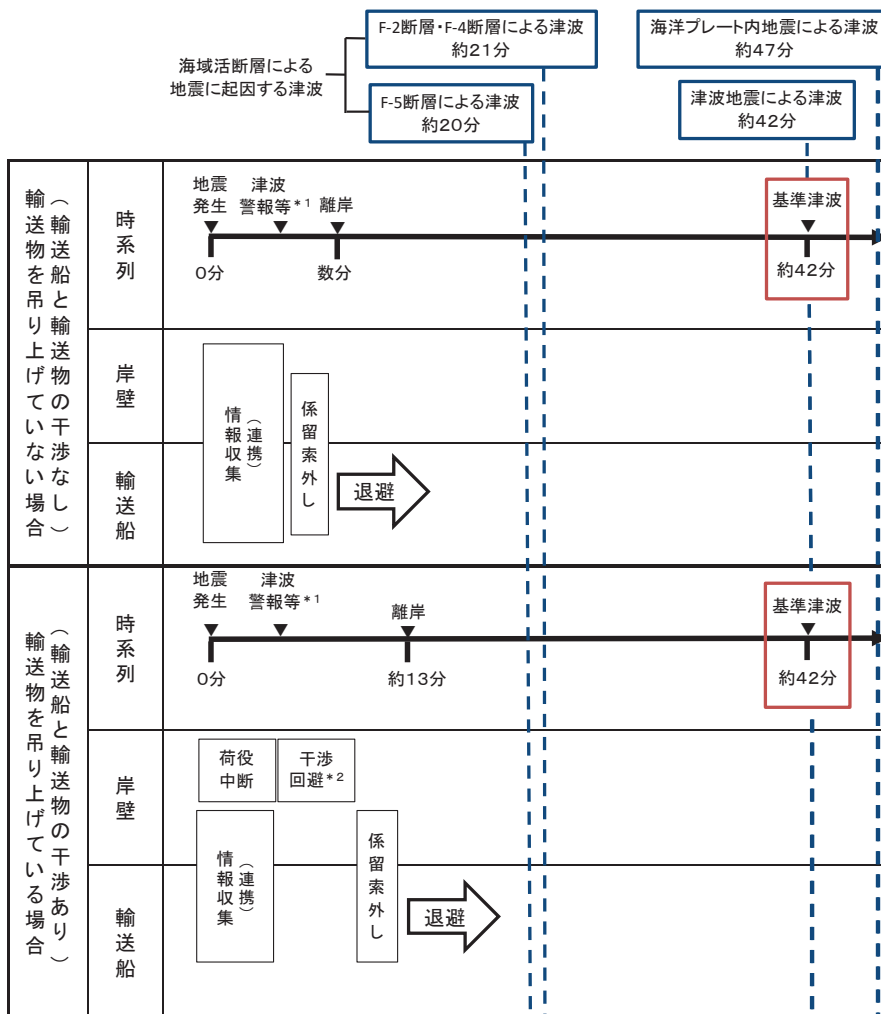 海域活断層による
地震に起因する津波
F-2断層・F-4断層による津波
約21分
F-5断層による津波
約20分
海洋プレート内地震による津波
約47分
津波地震による津波
約42分
輸送物を吊り上げていない場合
（輸送船と輸送物の干渉なし）
時系列
地震
発生
津波
警報等*1
離岸
基準津波
0分
数分
約42分
岸壁
輸送船
情報収集
（連携）
係留索外し
退避
輸送物を吊り上げている場合
（輸送船と輸送物の干渉あり）
時系列
地震
発生
津波
警報等*1
離岸
基準津波
0分
約13分
約42分
岸壁
荷役
中断
干渉
回避*2
輸送船
情報収集
（連携）
係留索外し
退避